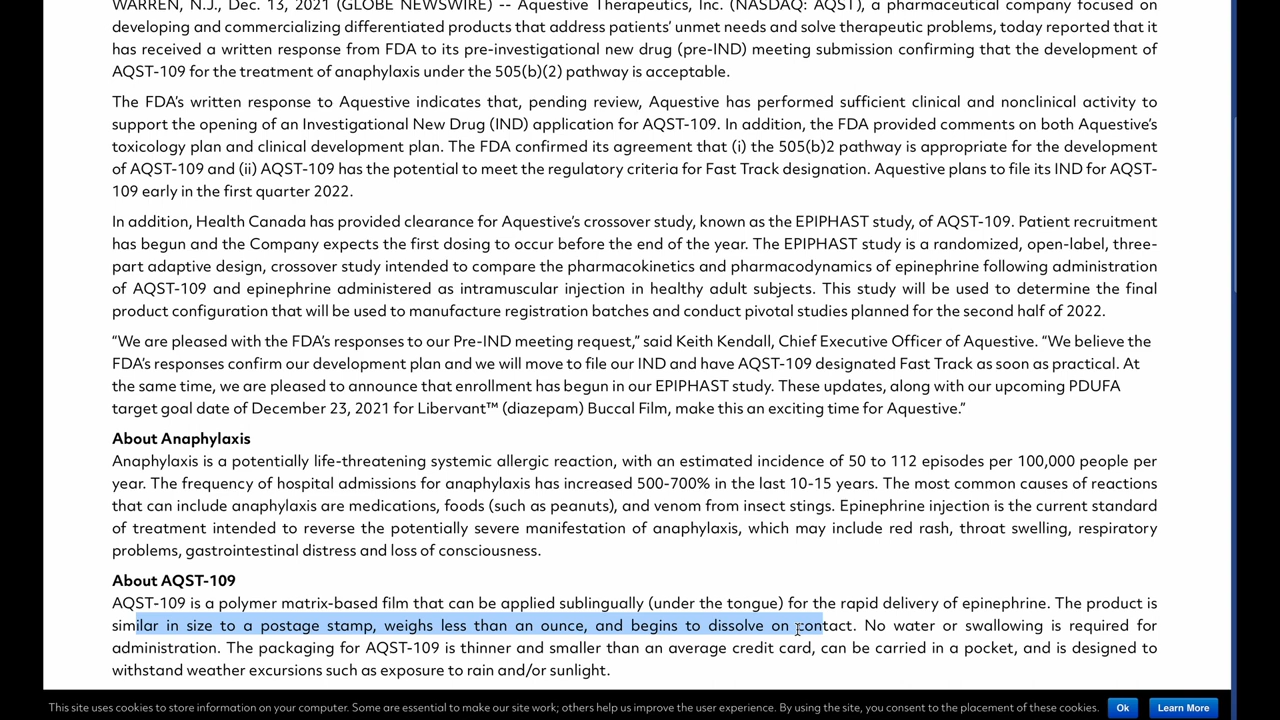 WARREN, N.J., Dec. 13, 2021 (GLOBE NEWSWIRE) -- Aquestive Therapeutics, Inc. (NASDAQ: AQST), a pharmaceutical company focused on
developing and commercializing differentiated products that address patients’ unmet needs and solve therapeutic problems, today reported that it
has received a written response from FDA to its pre-investigational new drug (pre-IND) meeting submission confirming that the development of
AQST-109 for the treatment of anaphylaxis under the 505(b)(2) pathway is acceptable.
The FDA’s written response to Aquestive indicates that, pending review, Aquestive has performed sufficient clinical and nonclinical activity to
support the opening of an Investigational New Drug (IND) application for AQST-109. In addition, the FDA provided comments on both Aquestive’s
toxicology plan and clinical development plan. The FDA confirmed its agreement that (i) the 505(b)2 pathway is appropriate for the development
of AQST-109 and (ii) AQST-109 has the potential to meet the regulatory criteria for Fast Track designation. Aquestive plans to file its IND for AQST-
109 early in the first quarter 2022.
In addition, Health Canada has provided clearance for Aquestive’s crossover study, known as the EPIPHAST study, of AQST-109. Patient recruitment
has begun and the Company expects the first dosing to occur before the end of the year. The EPIPHAST study is a randomized, open-label, three-
part adaptive design, crossover study intended to compare the pharmacokinetics and pharmacodynamics of epinephrine following administration
of AQST-109 and epinephrine administered as intramuscular injection in healthy adult subjects. This study will be used to determine the final
product configuration that will be used to manufacture registration batches and conduct pivotal studies planned for the second half of 2022.
“We are pleased with the FDA’s responses to our Pre-IND meeting request,” said Keith Kendall, Chief Executive Officer of Aquestive. “We believe the
FDA’s responses confirm our development plan and we will move to file our IND and have AQST-109 designated Fast Track as soon as practical. At
the same time, we are pleased to announce that enrollment has begun in our EPIPHAST study. These updates, along with our upcoming PDUFA
target goal date of December 23, 2021 for Libervant™ (diazepam) Buccal Film, make this an exciting time for Aquestive.”
About Anaphylaxis
Anaphylaxis is a potentially life-threatening systemic allergic reaction, with an estimated incidence of 50 to 112 episodes per 100,000 people per
year. The frequency of hospital admissions for anaphylaxis has increased 500-700% in the last 10-15 years. The most common causes of reactions
that can include anaphylaxis are medications, foods (such as peanuts), and venom from insect stings. Epinephrine injection is the current standard
of treatment intended to reverse the potentially severe manifestation of anaphylaxis, which may include red rash, throat swelling, respiratory
problems, gastrointestinal distress and loss of consciousness.
About AQST-109
AQST-109 is a polymer matrix-based film that can be applied sublingually (under the tongue) for the rapid delivery of epinephrine. The product is
similar in size to a postage stamp, weighs less than an ounce, and begins to dissolve on contact. No water or swallowing is required for
administration. The packaging for AQST-109 is thinner and smaller than an average credit card, can be carried in a pocket, and is designed to
withstand weather excursions such as exposure to rain and/or sunlight.
This site uses cookies to store information on your computer. Some are essential to make our site work; others help us improve the user experience. By using the site, you consent to the placement of these cookies. Ok Learn More